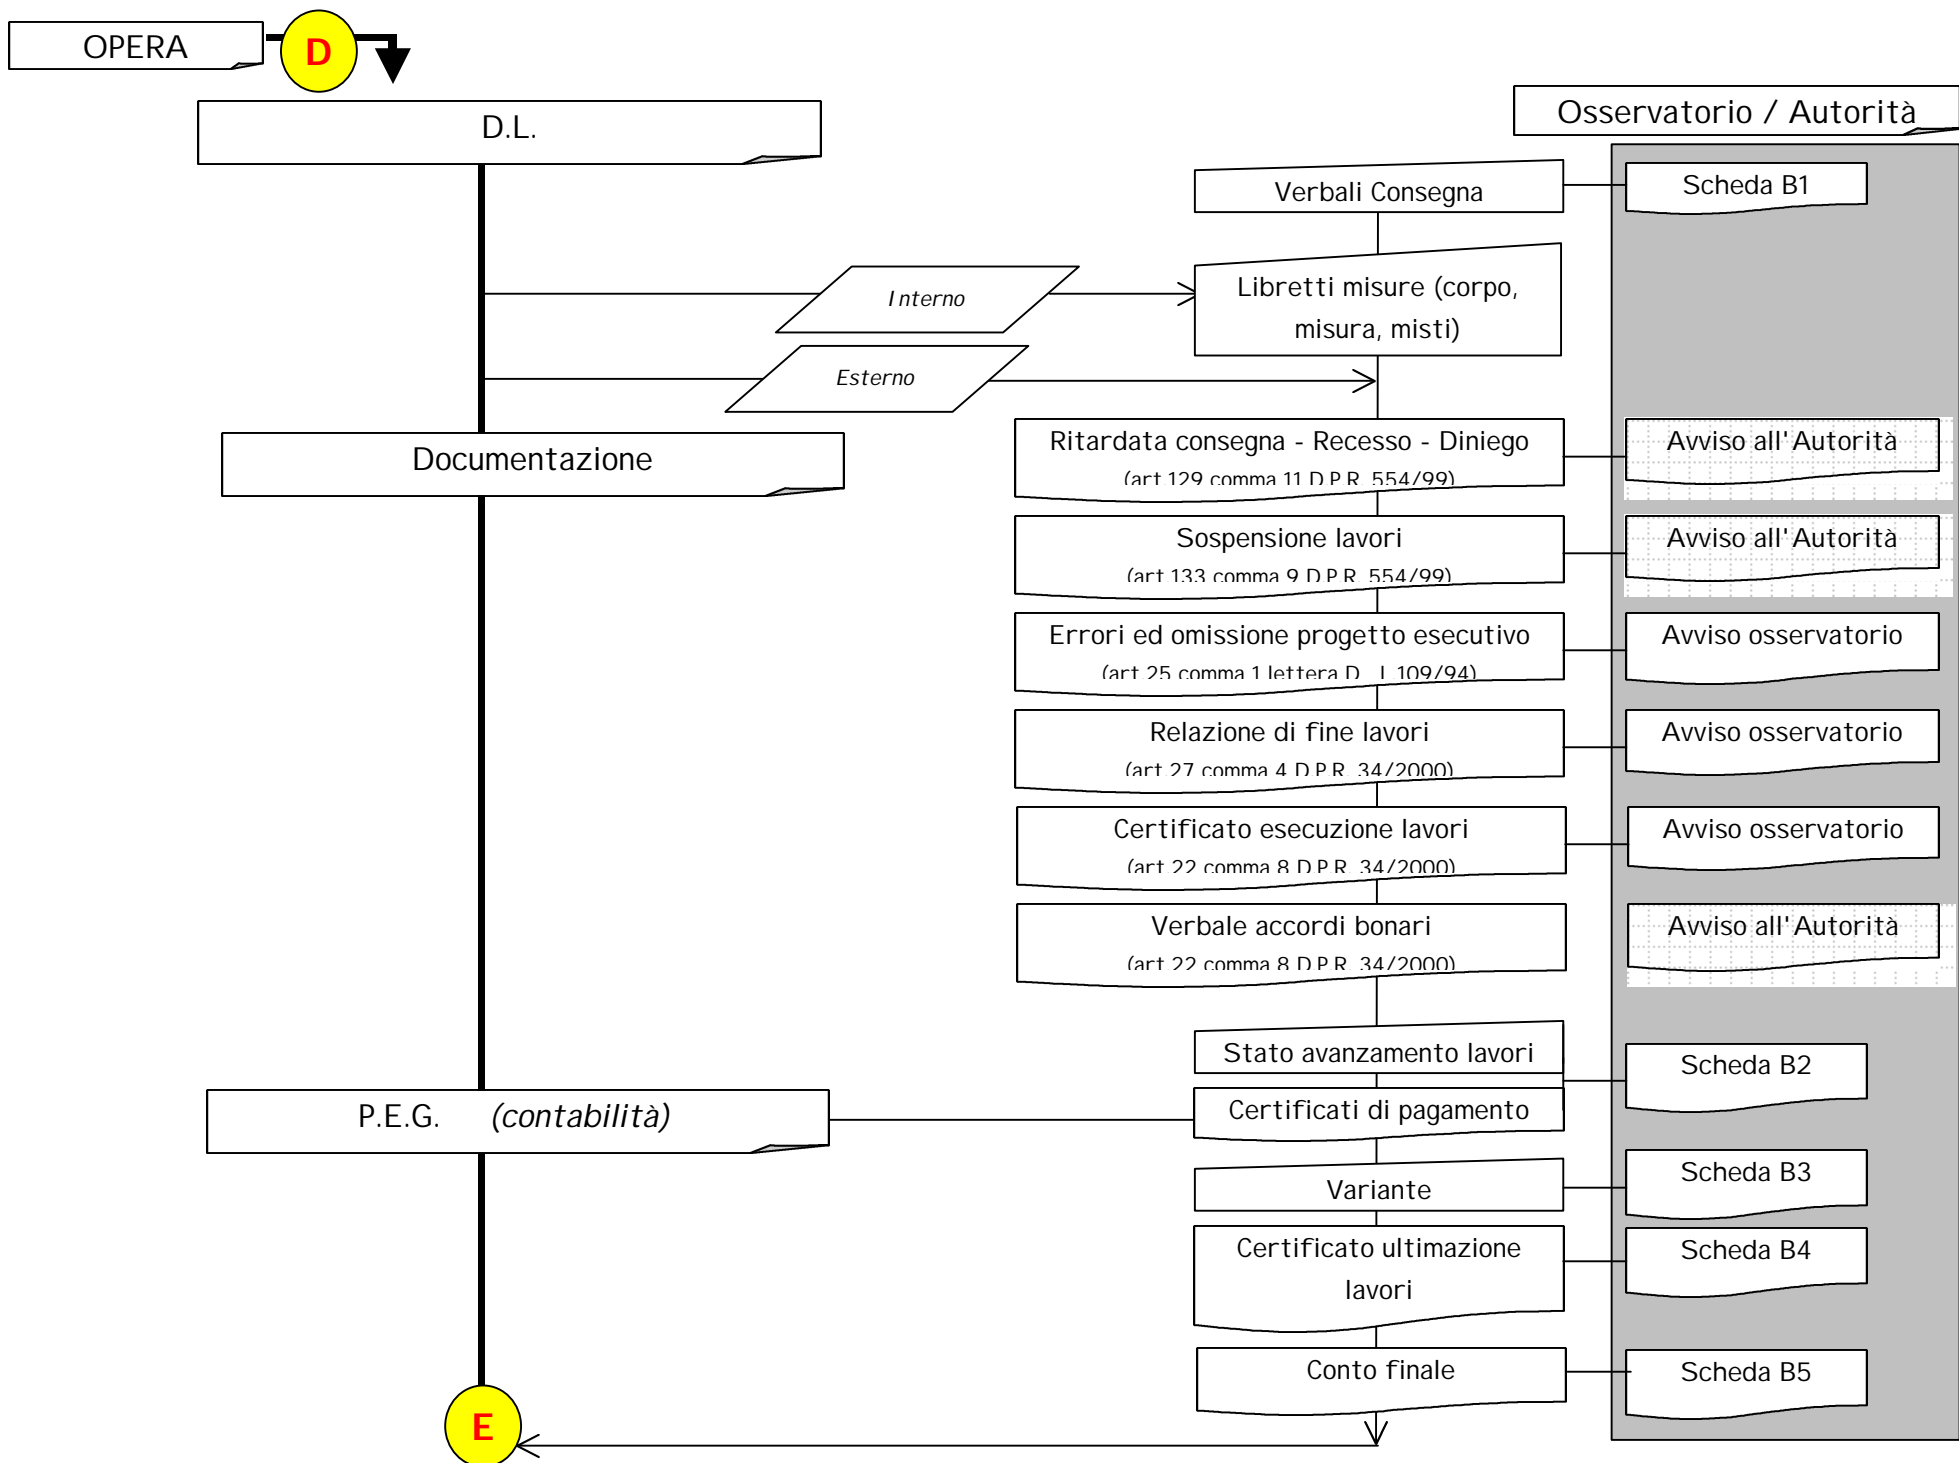 OPERA
D
D.L.
Osservatorio / Autorità
Verbali Consegna
Scheda B1
Interno
Libretti misure (corpo,
misura, misti)
Esterno
Documentazione
Ritardata consegna - Recesso - Diniego
(art.129 comma 11 D.P.R. 554/99)
Avviso all'Autorità
Sospensione lavori
(art.133 comma 9 D.P.R. 554/99)
Avviso all'Autorità
Errori ed omissione progetto esecutivo
(art.25 comma 1 lettera D L.109/94)
Avviso osservatorio
Relazione di fine lavori
(art.27 comma 4 D.P.R. 34/2000)
Avviso osservatorio
Certificato esecuzione lavori
(art.22 comma 8 D.P.R. 34/2000)
Avviso osservatorio
Verbale accordi bonari
(art.22 comma 8 D.P.R. 34/2000)
Avviso all'Autorità
Stato avanzamento lavori
Scheda B2
P.E.G. (contabilità)
Certificati di pagamento
Variante
Scheda B3
Certificato ultimazione
lavori
Scheda B4
Conto finale
Scheda B5
E